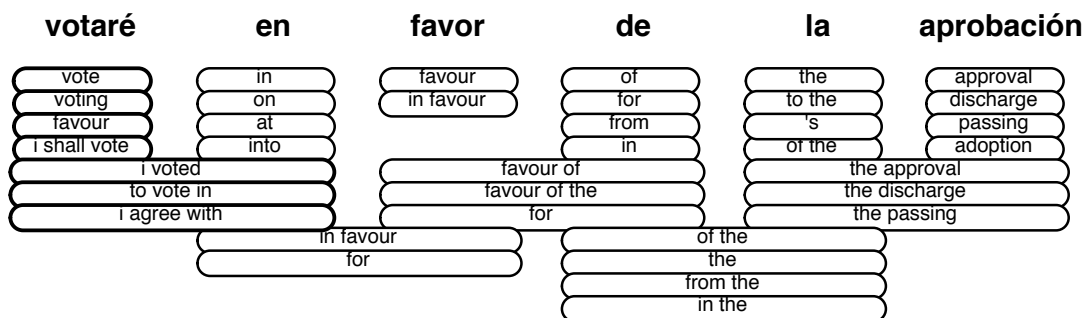 votaré en favor de la aprobación
vote in favour of the approval
voting on in favour for to the discharge
favour at from 's passing
i shall vote into in of the adoption
i voted favour of the approval
to vote in favour of the the discharge
i agree with for the passing
in favour of the
for the
from the
in the